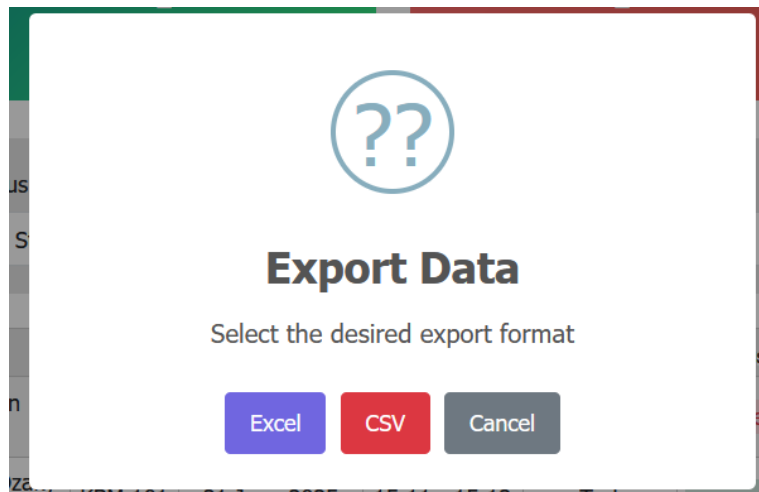 ??
Export Data
Select the desired export format
Excel
CSV
Cancel